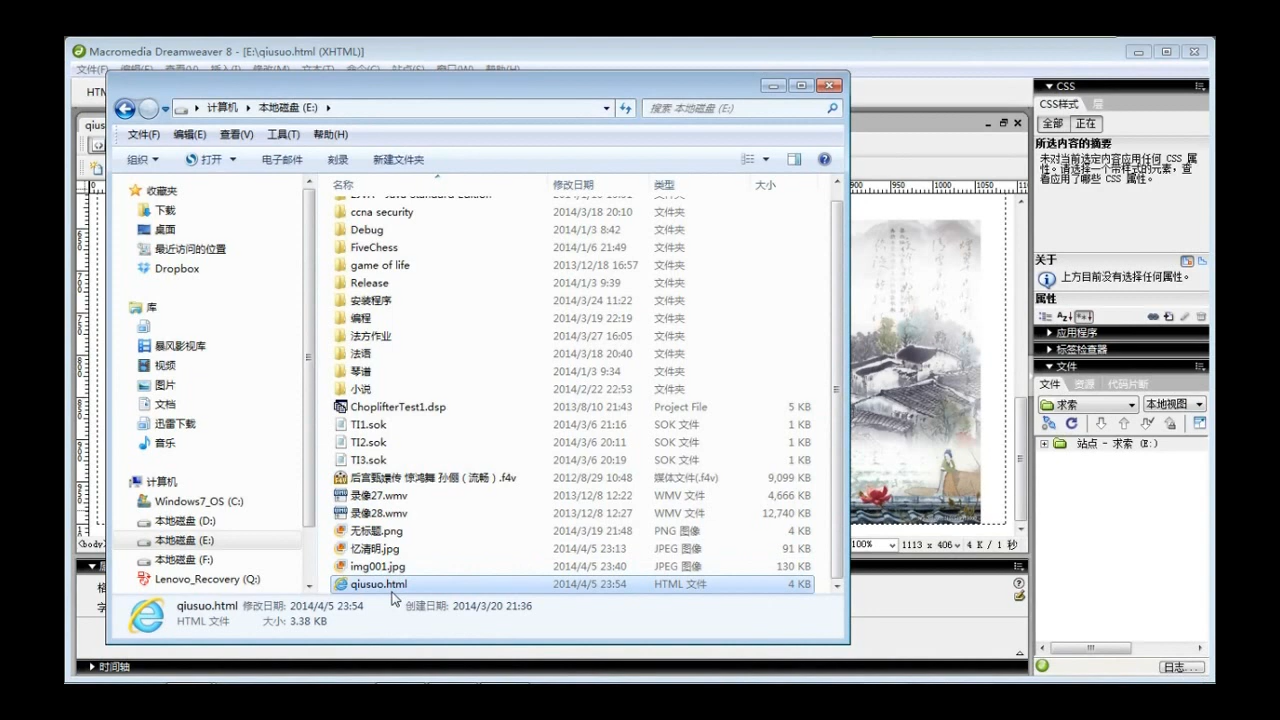 Macromedia Dreamweaver 8 - [E:\qiusuo.html (XHTML)]
计算机 本地磁盘 (E:)
搜索 本地磁盘 (E:)
文件(F) 编辑(E) 查看(V) 工具(T) 帮助(H)
组织 打开 电子邮件 刻录 新建文件夹
名称 修改日期 类型 大小
ccna security 2014/3/18 20:10 文件夹
Debug 2014/1/3 8:42 文件夹
FiveChess 2014/1/6 21:49 文件夹
game of life 2013/12/18 16:57 文件夹
Release 2014/1/3 9:39 文件夹
安装程序 2014/3/24 11:22 文件夹
编程 2014/3/19 22:19 文件夹
法方作业 2014/3/27 16:05 文件夹
法语 2014/3/18 20:40 文件夹
琴谱 2014/1/3 9:34 文件夹
小说 2014/2/22 22:53 文件夹
ChoplifterTest1.dsp 2013/8/10 21:43 Project File 5 KB
TI1.sok 2014/3/6 21:16 SOK 文件 1 KB
TI2.sok 2014/3/6 20:11 SOK 文件 1 KB
TI3.sok 2014/3/6 20:19 SOK 文件 1 KB
后宫甄嬛传 惊鸿舞 孙俪（流畅）.f4v 2012/8/29 10:48 媒体文件(.f4v) 9,099 KB
录像27.wmv 2013/12/8 12:22 WMV 文件 4,666 KB
录像28.wmv 2013/12/8 12:27 WMV 文件 12,740 KB
无标题.png 2014/3/19 21:48 PNG 图像 4 KB
忆清明.jpg 2014/4/5 23:13 JPEG 图像 91 KB
img001.jpg 2014/4/5 23:40 JPEG 图像 130 KB
qiusuo.html 2014/4/5 23:54 HTML 文件 4 KB
收藏夹
下载
桌面
最近访问的位置
Dropbox
库
暴风影视库
视频
图片
文档
迅雷下载
音乐
计算机
Windows7_OS (C:)
本地磁盘 (D:)
本地磁盘 (E:)
本地磁盘 (F:)
Lenovo_Recovery (Q:)
qiusuo.html 修改日期: 2014/4/5 23:54 创建日期: 2014/3/20 21:36
HTML 文件 大小: 3.38 KB
时间轴
900 950 1000 1050
100% 1113 x 406 4 K / 1 秒
CSS
CSS样式 层
全部 正在
所选内容的摘要
未对当前选定内容应用任何 CSS 属
性。请选择一个带样式的元素，查
看应用了哪些 CSS 属性。
关于
上方目前没有选择任何属性。
属性
应用程序
标签检查器
文件
文件 资源 代码片断
求索 本地视图
站点 - 求索 (E:)
日志...